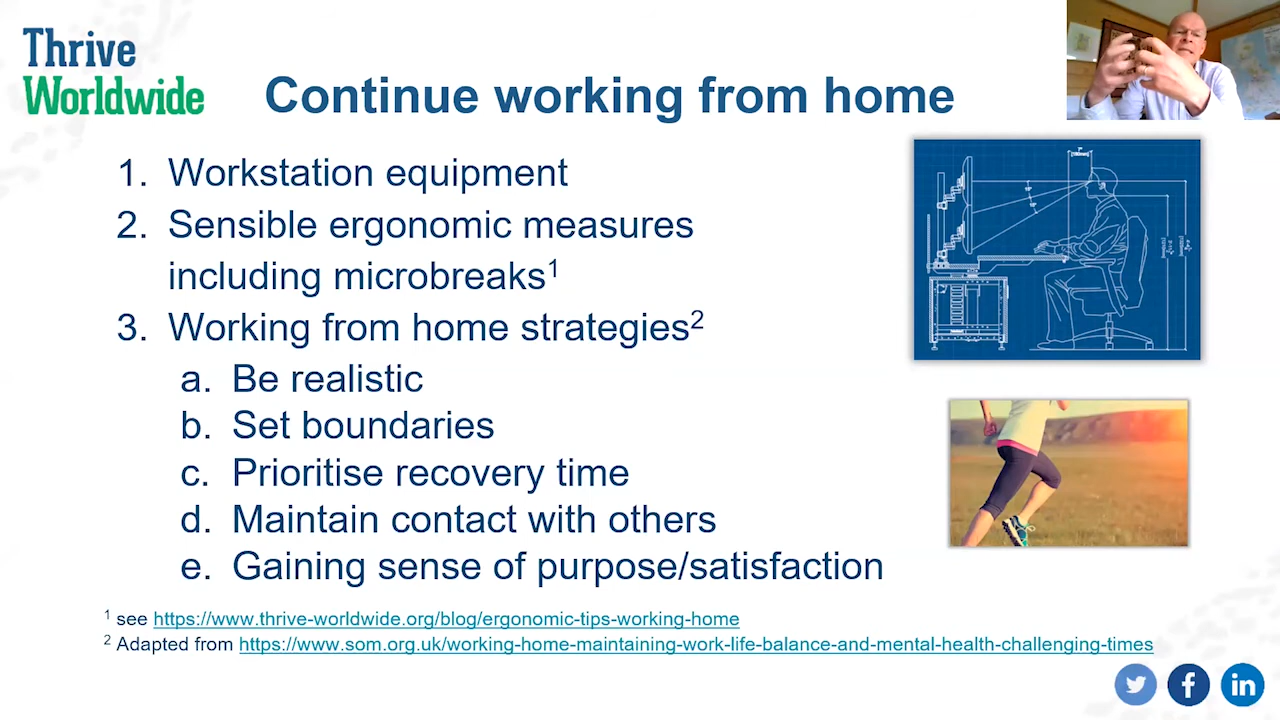 Thrive
Worldwide
Continue working from home
1. Workstation equipment
2. Sensible ergonomic measures
including microbreaks1
3. Working from home strategies2
a. Be realistic
b. Set boundaries
c. Prioritise recovery time
d. Maintain contact with others
e. Gaining sense of purpose/satisfaction
1 see https://www.thrive-worldwide.org/blog/ergonomic-tips-working-home
2 Adapted from https://www.som.org.uk/working-home-maintaining-work-life-balance-and-mental-health-challenging-times